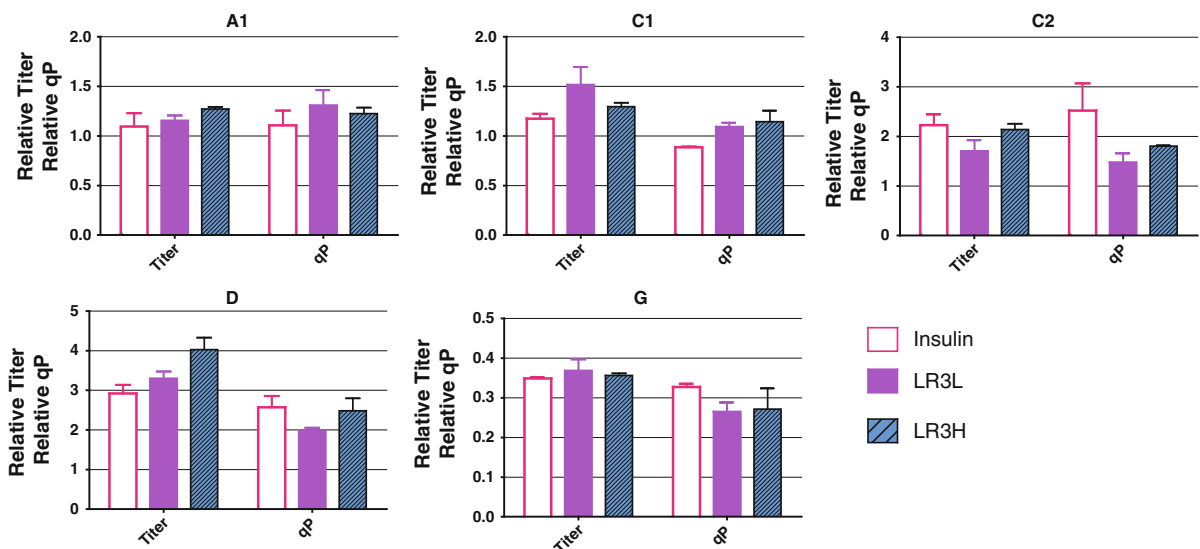 A1
Relative Titer
Relative qP
2.0
1.5
1.0
0.5
0.0
Titer
qP
C1
Relative Titer
Relative qP
2.0
1.5
1.0
0.5
0.0
Titer
qP
C2
Relative Titer
Relative qP
4
3
2
1
0
Titer
qP
D
Relative Titer
Relative qP
5
4
3
2
1
0
Titer
qP
G
Relative Titer
Relative qP
0.5
0.4
0.3
0.2
0.1
0.0
Titer
qP
Insulin
LR3L
LR3H